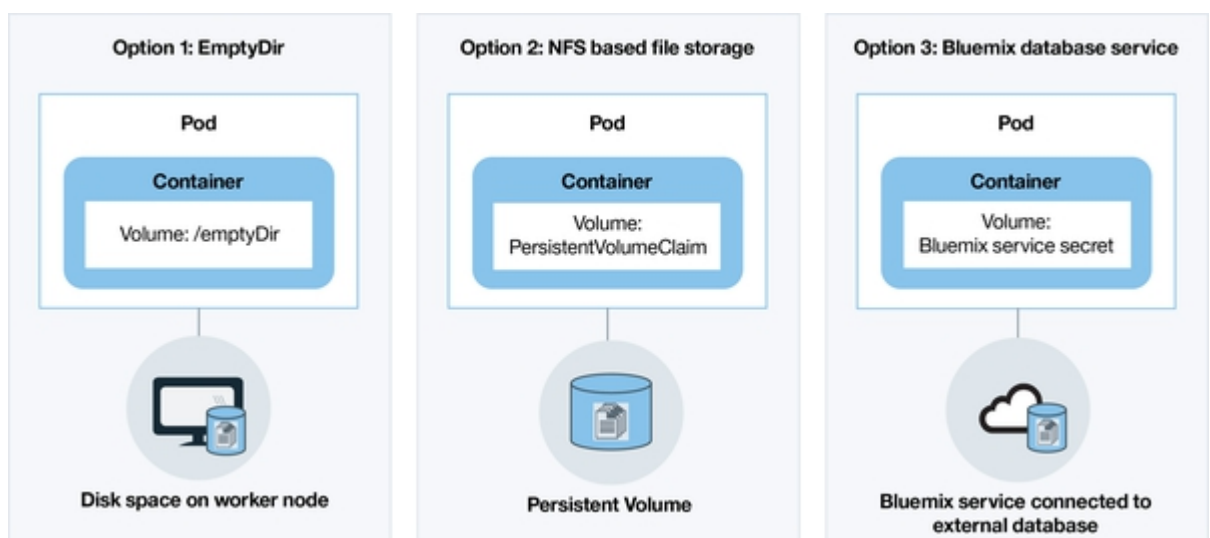 Option 1: EmptyDir
Pod
Container
Volume: /emptyDir
Disk space on worker node
Option 2: NFS based file storage
Pod
Container
Volume:
PersistentVolumeClaim
Persistent Volume
Option 3: Bluemix database service
Pod
Container
Volume:
Bluemix service secret
Bluemix service connected to
external database